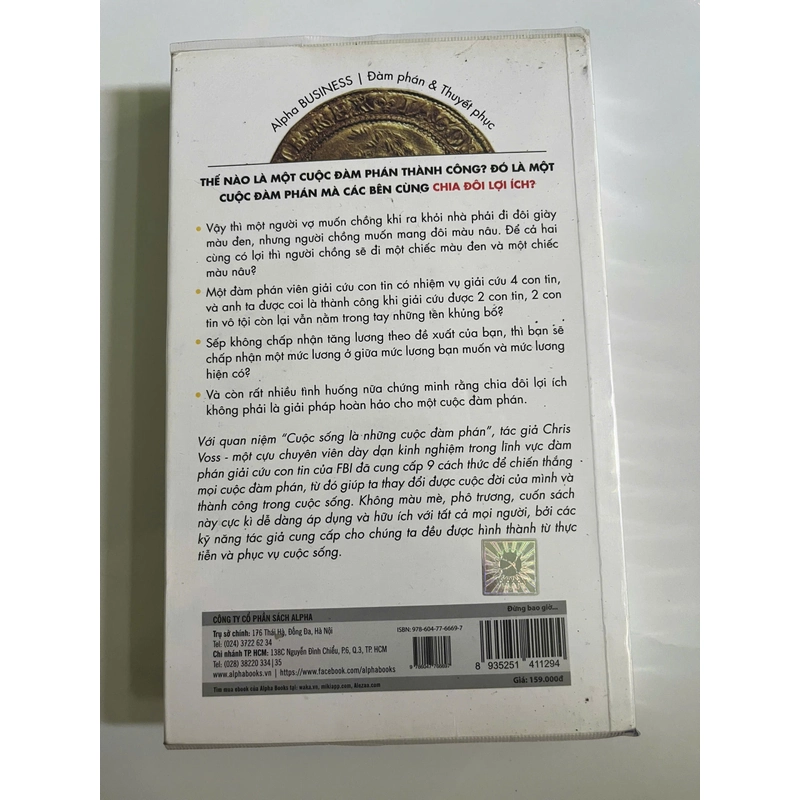 Alpha BUSINESS | Đàm phán & Thuyết phục
THẾ NÀO LÀ MỘT CUỘC ĐÀM PHÁN THÀNH CÔNG? ĐÓ LÀ MỘT
CUỘC ĐÀM PHÁN MÀ CÁC BÊN CÙNG CHIA ĐÔI LỢI ÍCH?
• Vậy thì một người vợ muốn chồng khi ra khỏi nhà phải đi đôi giày
màu đen, nhưng người chồng muốn mang đôi màu nâu. Để cả hai
cùng có lợi thì người chồng sẽ đi một chiếc màu đen và một chiếc
màu nâu?
• Một đàm phán viên giải cứu con tin có nhiệm vụ giải cứu 4 con tin,
và anh ta được coi là thành công khi giải cứu được 2 con tin, 2 con
tin vô tội còn lại vẫn nằm trong tay những tên khủng bố?
• Sếp không chấp nhận tăng lương theo đề xuất của bạn, thì bạn sẽ
chấp nhận một mức lương ở giữa mức lương bạn muốn và mức lương
hiện có?
• Và còn rất nhiều tình huống nữa chứng minh rằng chia đôi lợi ích
không phải là giải pháp hoàn hảo cho một cuộc đàm phán.
Với quan niệm “Cuộc sống là những cuộc đàm phán”, tác giả Chris
Voss - một cựu chuyên viên dày dạn kinh nghiệm trong lĩnh vực đàm
phán giải cứu con tin của FBI đã cung cấp 9 cách thức để chiến thắng
mọi cuộc đàm phán, từ đó giúp ta thay đổi được cuộc đời của mình và
thành công trong cuộc sống. Không màu mè, phô trương, cuốn sách
này cực kì dễ dàng áp dụng và hữu ích với tất cả mọi người, bởi các
kỹ năng tác giả cung cấp cho chúng ta đều được hình thành từ thực
tiễn và phục vụ cuộc sống.
CÔNG TY CỔ PHẦN SÁCH ALPHA
Trụ sở chính: 176 Thái Hà, Đống Đa, Hà Nội
Tel: (024) 3722 62 34
Chi nhánh TP. HCM: 138C Nguyễn Đình Chiểu, P.6, Q.3, TP. HCM
Tel: (028) 38220 334 | 35
www.alphabooks.vn | https://www.facebook.com/alphabooks
Tìm mua ebook của Alpha Books tại: waka.vn, mikiapp.com, Alezaa.com
ISBN: 978-604-77-6669-7
Đừng bao giờ...
8 935251 411294
Giá: 159.000đ